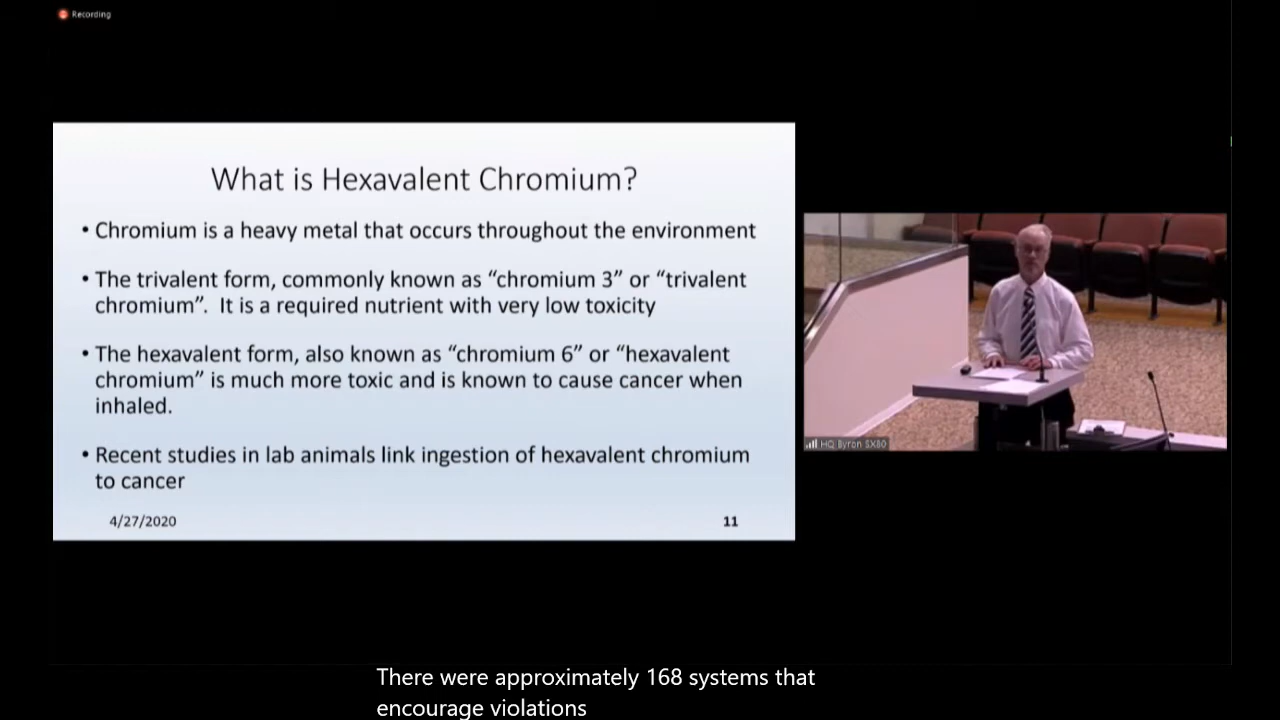 Recording
What is Hexavalent Chromium?
• Chromium is a heavy metal that occurs throughout the environment
• The trivalent form, commonly known as “chromium 3” or “trivalent
chromium”. It is a required nutrient with very low toxicity
• The hexavalent form, also known as “chromium 6” or “hexavalent
chromium” is much more toxic and is known to cause cancer when
inhaled.
• Recent studies in lab animals link ingestion of hexavalent chromium
to cancer
4/27/2020
11
HQ Byron SX80
There were approximately 168 systems that
encourage violations